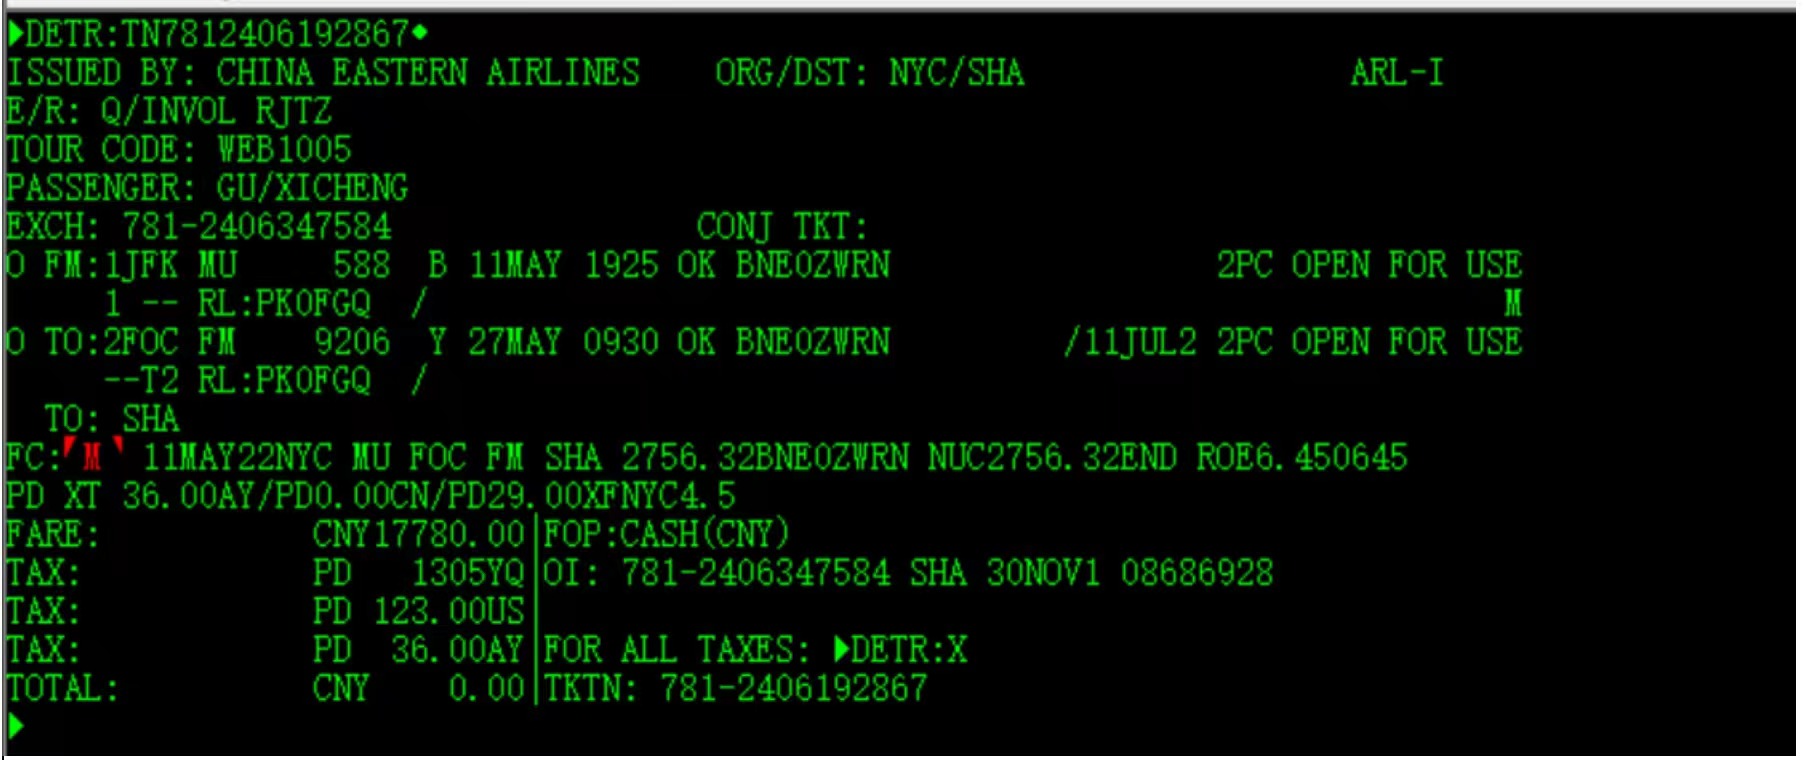 ▶DETR:TN7812406192867◆
ISSUED BY: CHINA EASTERN AIRLINES    ORG/DST: NYC/SHA                 ARL-I
E/R: Q/INVOL RJTZ
TOUR CODE: WEB1005
PASSENGER: GU/XICHENG
EXCH: 781-2406347584                CONJ TKT:
O FM:1JFK MU     588  B 11MAY 1925 OK BNE0ZWRN                 2PC OPEN FOR USE
     1 -- RL:PK0FGQ  /                                                        M
O TO:2FOC FM    9206  Y 27MAY 0930 OK BNE0ZWRN         /11JUL2 2PC OPEN FOR USE
     --T2 RL:PK0FGQ  /
  TO: SHA
FC: M  11MAY22NYC MU FOC FM SHA 2756.32BNE0ZWRN NUC2756.32END ROE6.450645
PD XT 36.00AY/PD0.00CN/PD29.00XFNYC4.5
FARE:           CNY17780.00|FOP:CASH(CNY)
TAX:            PD   1305YQ|OI: 781-2406347584 SHA 30NOV1 08686928
TAX:            PD 123.00US|
TAX:            PD  36.00AY|FOR ALL TAXES: ▶DETR:X
TOTAL:          CNY    0.00|TKTN: 781-2406192867
▶